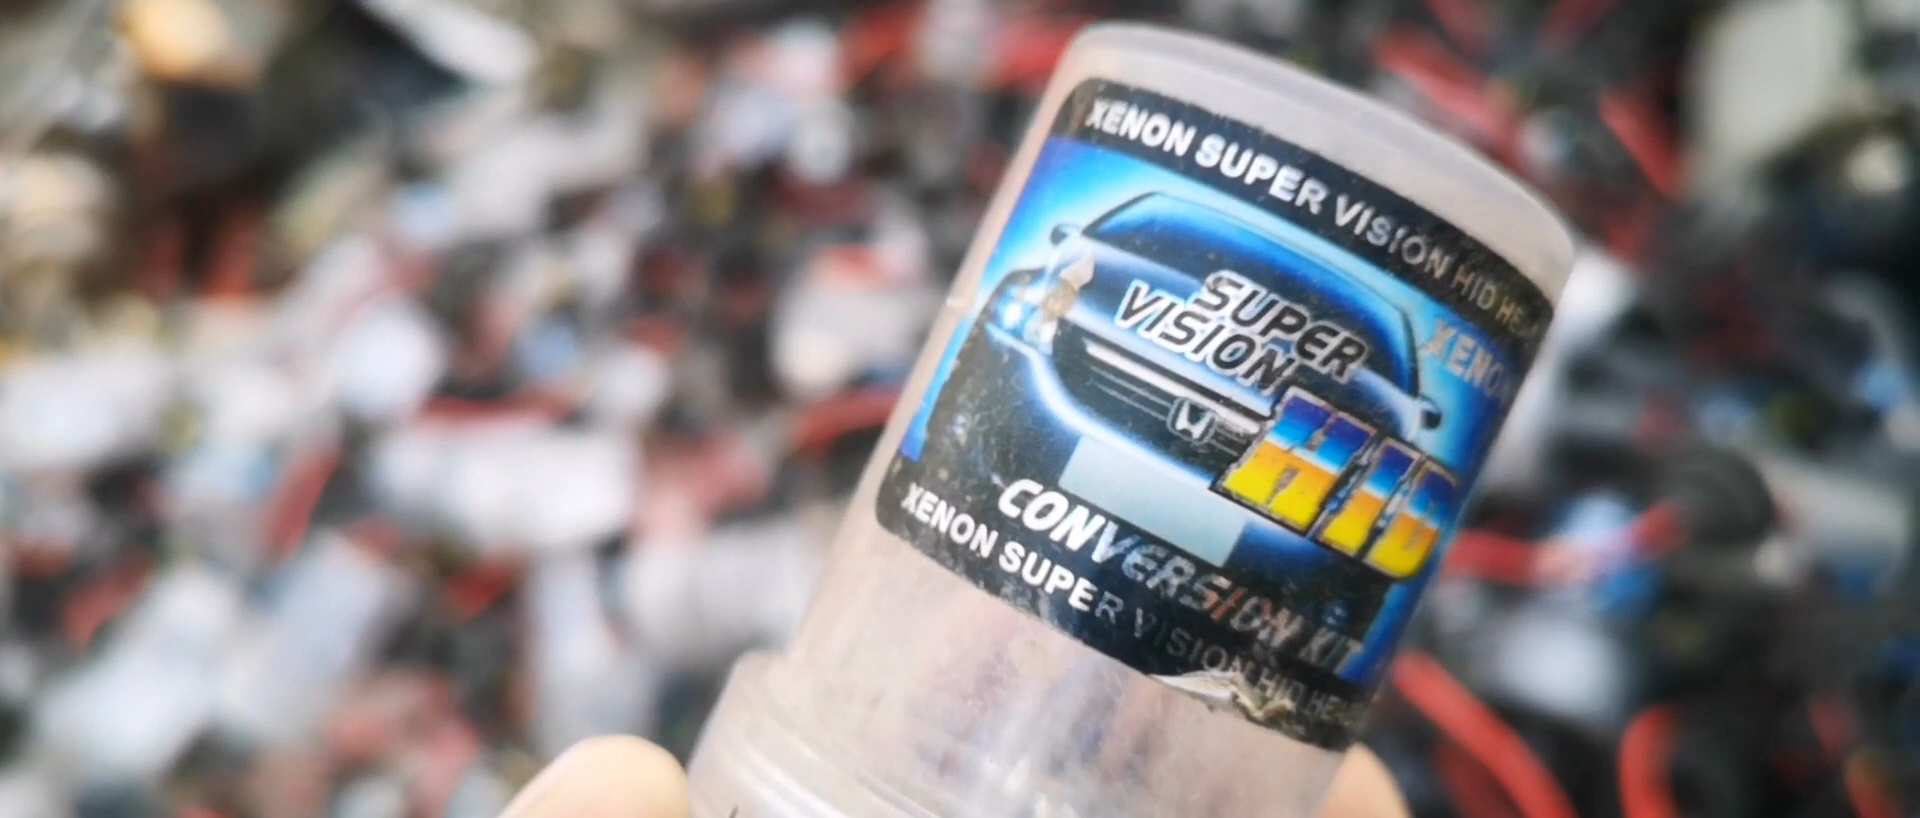 XENON SUPER VISION HID
XENON
SUPER
VISION
HID
CONVERSION KIT
XENON SUPER VISION HID